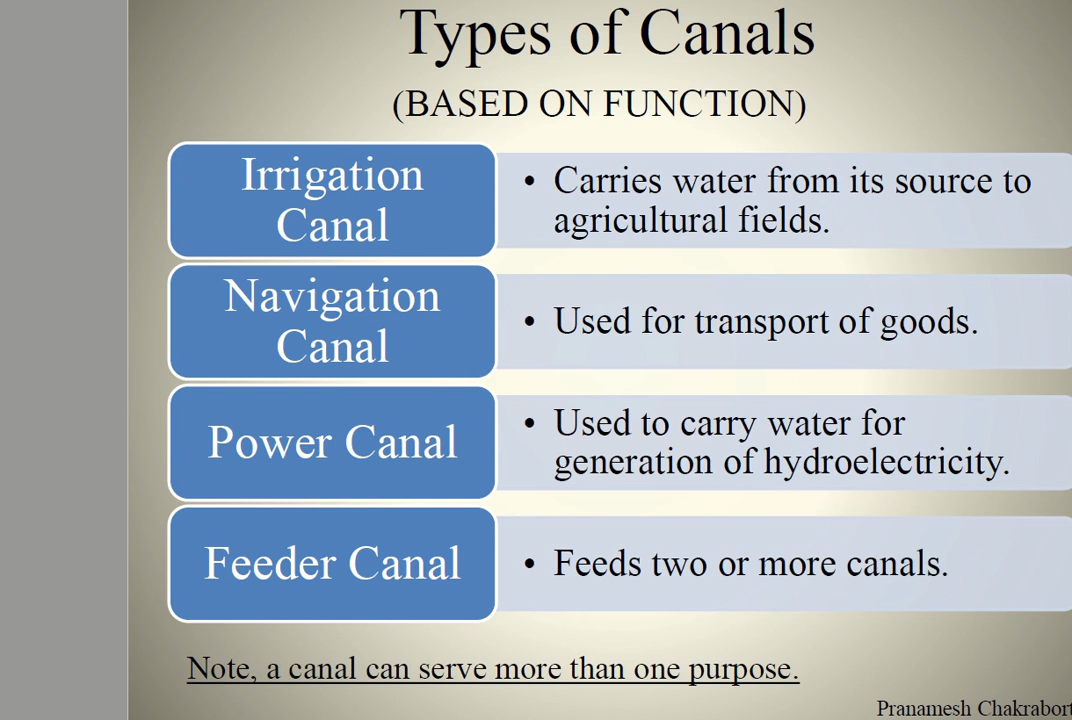 Types of Canals
(BASED ON FUNCTION)
Irrigation
Canal
• Carries water from its source to
agricultural fields.
Navigation
Canal
• Used for transport of goods.
Power Canal
• Used to carry water for
generation of hydroelectricity.
Feeder Canal
• Feeds two or more canals.
Note, a canal can serve more than one purpose.
Pranamesh Chakrabort